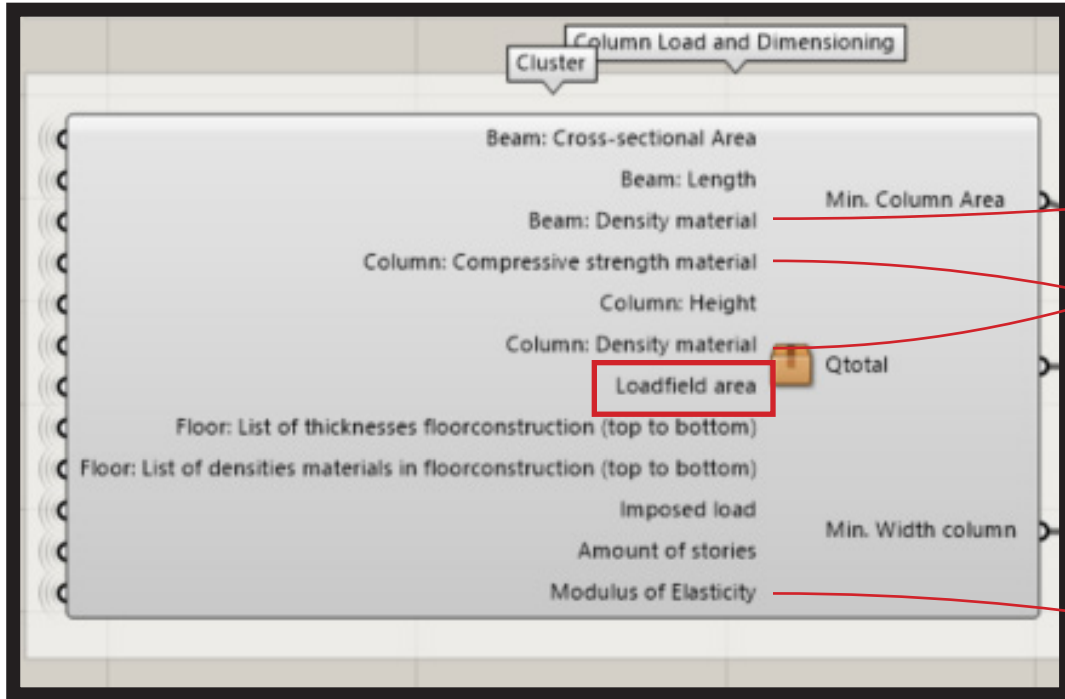 Column Load and Dimensioning
Cluster
Beam: Cross-sectional Area
Beam: Length
Beam: Density material
Column: Compressive strength material
Column: Height
Column: Density material
Loadfield area
Floor: List of thicknesses floorconstruction (top to bottom)
Floor: List of densities materials in floorconstruction (top to bottom)
Imposed load
Amount of stories
Modulus of Elasticity
Min. Column Area
Qtotal
Min. Width column